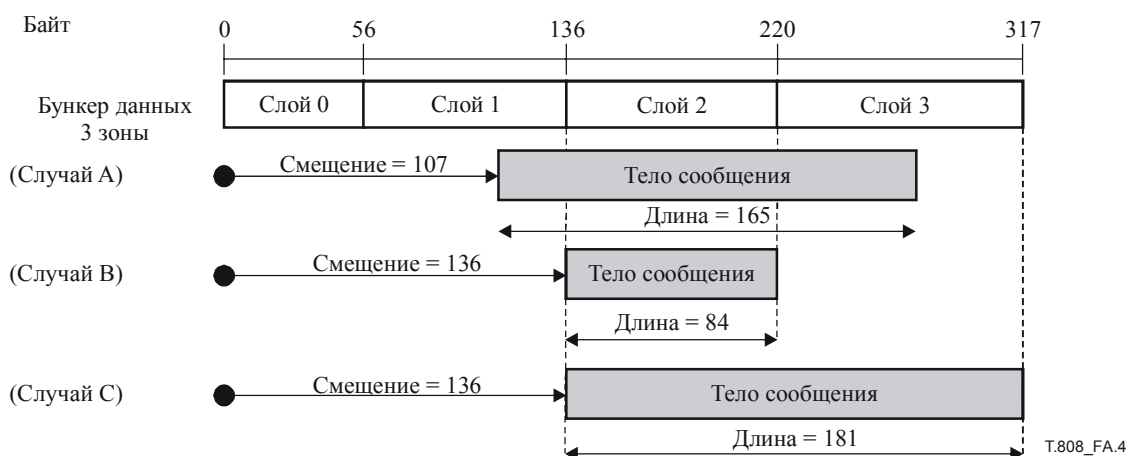 Байт
0 56 136 220 317
Бункер данных
3 зоны
Слой 0 Слой 1 Слой 2 Слой 3
(Случай A)
Смещение = 107
Тело сообщения
Длина = 165
(Случай B)
Смещение = 136
Тело сообщения
Длина = 84
(Случай C)
Смещение = 136
Тело сообщения
Длина = 181
T.808_FA.4